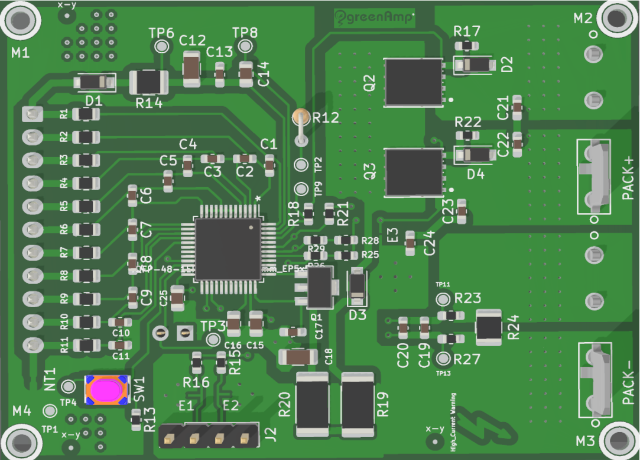 x-y
greenAmp
M2
M1
TP6
TP8
R17
C12
C13
C14
D2
Q2
D1
R14
C21
R12
R1
R2
R22
C22
R3
C4
C1
C5
C3
C2
TP2
Q3
D4
R4
C6
TP9
PACK+
R5
R18
R21
C23
R6
C7
R28
E3
C24
R7
R29
R25
R8
C8
R9
C9
C25
TP11
R10
C10
TP3
Q1
D3
R23
R24
C16
C15
C17
C20
C19
R11
C11
C18
R27
NT1
R16
R15
TP13
TP4
SW1
R20
R19
PACK-
M4
E1
E2
R13
TP1
J2
High_Current Warning
x-y
x-y
M3